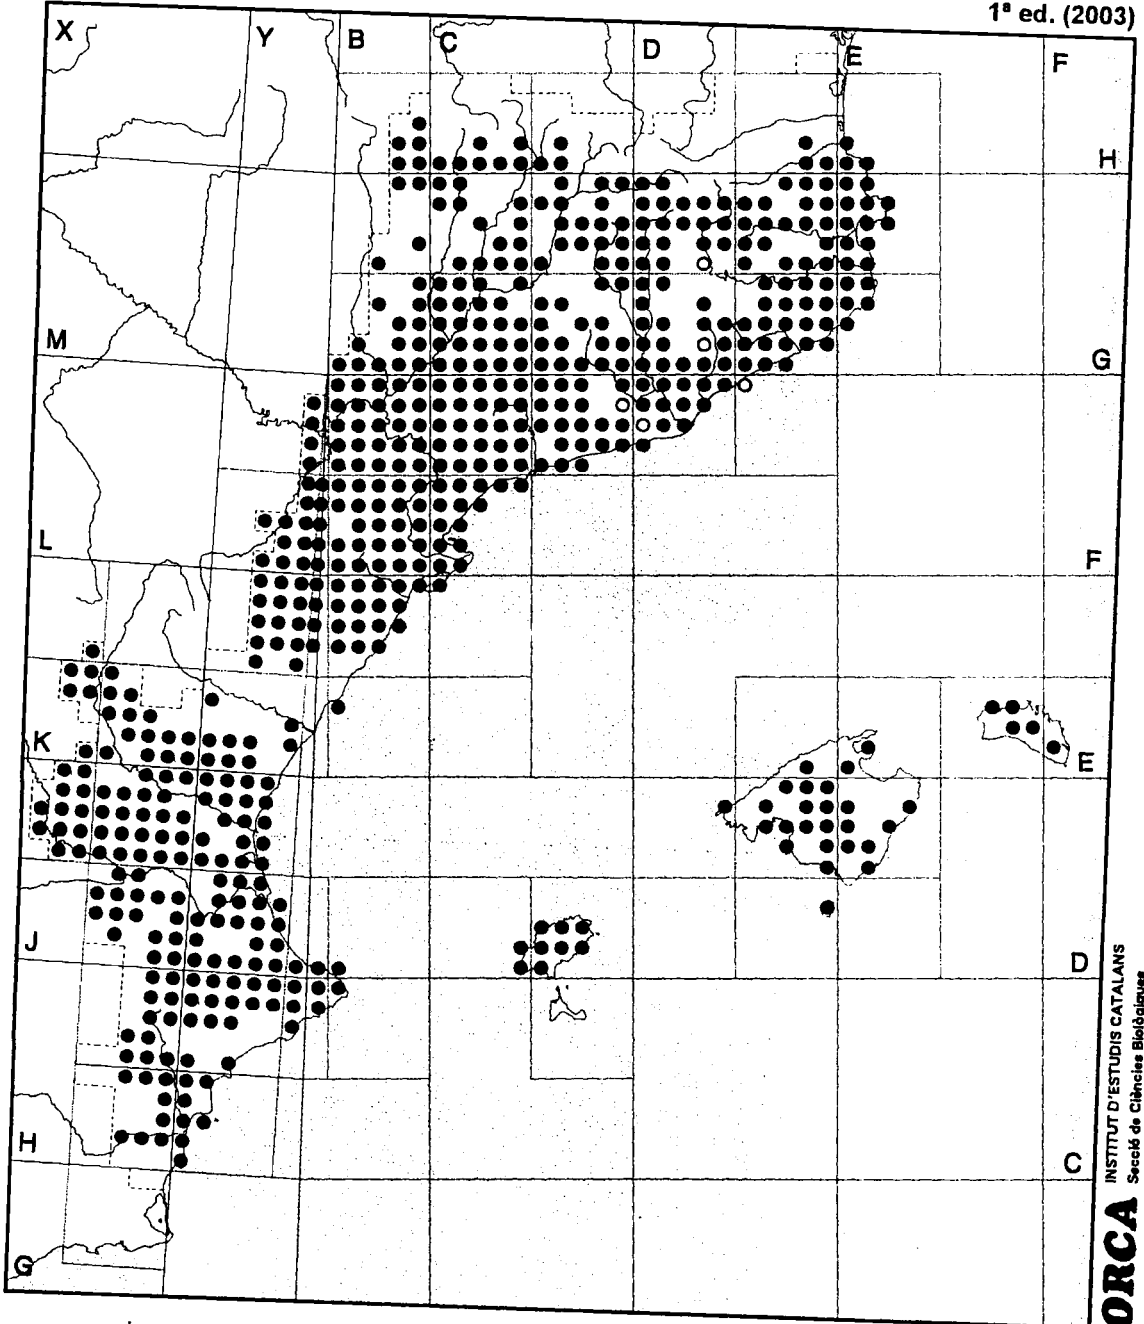 1ª ed. (2003)
X
Y
B
C
D
E
F
H
M
G
L
F
K
E
J
D
H
C
G
INSTITUT D'ESTUDIS CATALANS
Secció de Ciències Biològiques
ORCA